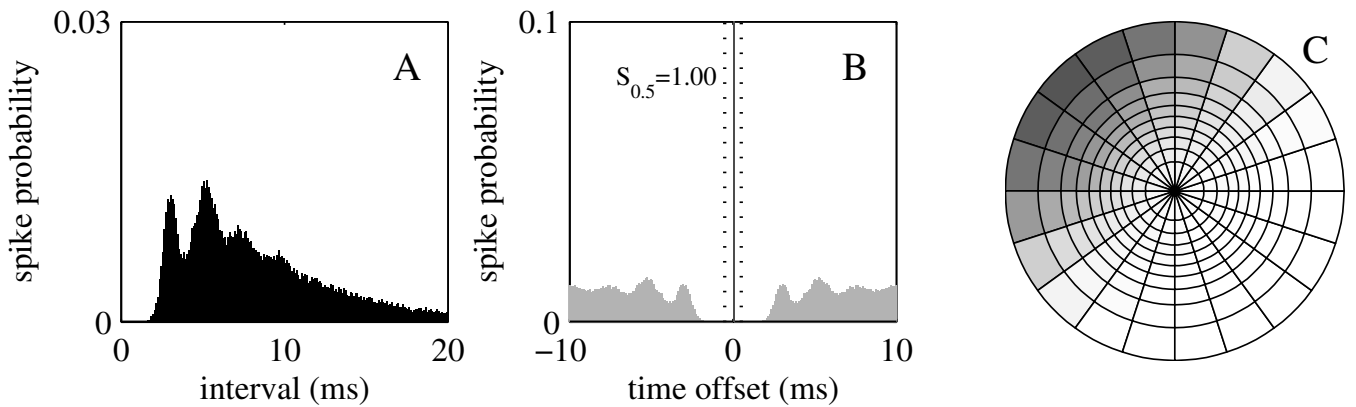 0.03
A
spike probability
0
0
10
20
interval (ms)
0.1
B
S0.5=1.00
spike probability
0
−10
0
10
time offset (ms)
C